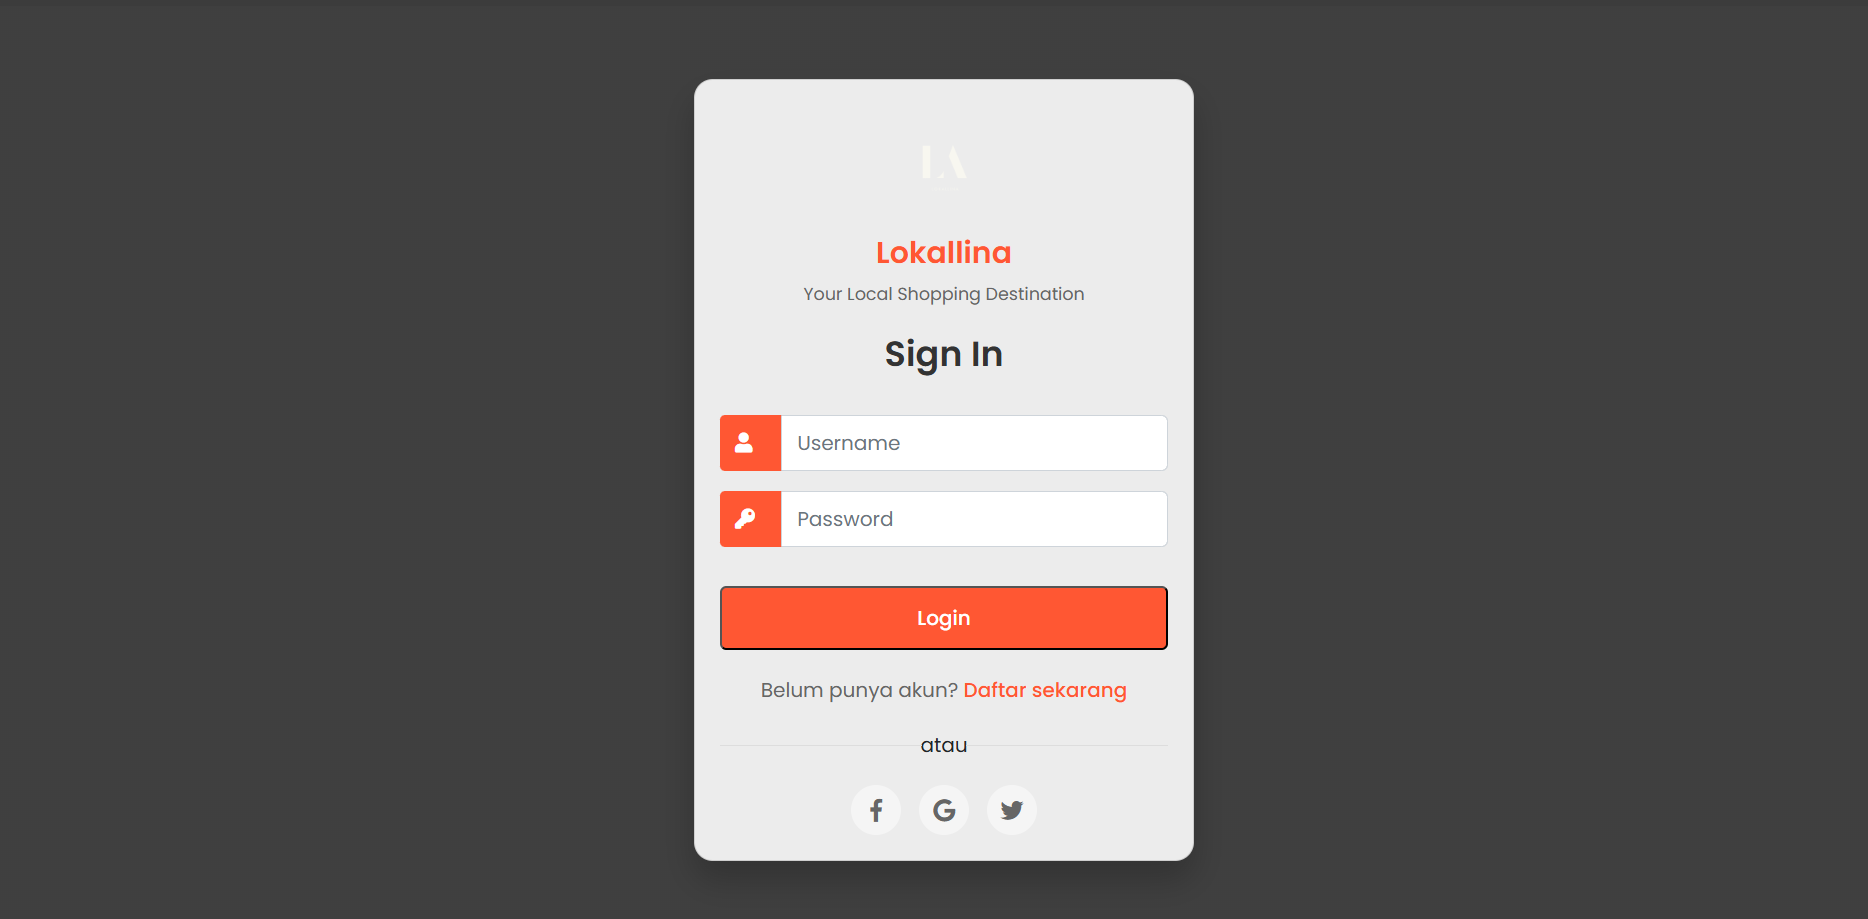 LA
Lokallina
Your Local Shopping Destination
Sign In
Username
Password
Login
Belum punya akun? Daftar sekarang
atau